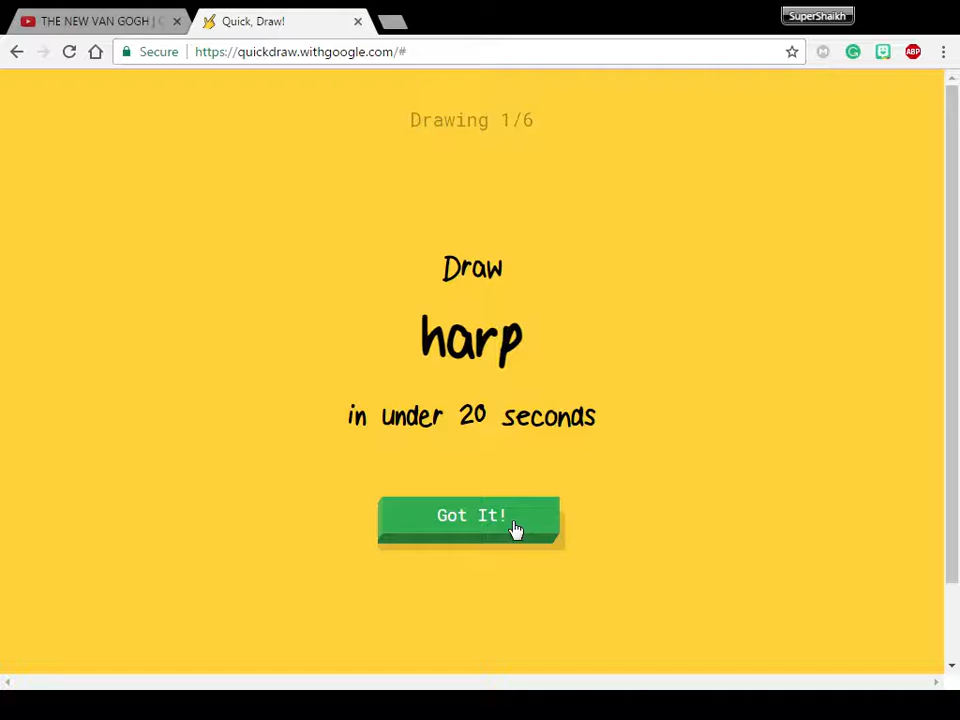 SuperShaikh
THE NEW VAN GOGH |
Quick, Draw!
Secure https://quickdraw.withgoogle.com/#
ABP
Drawing 1/6
Draw
harp
in under 20 seconds
Got It!